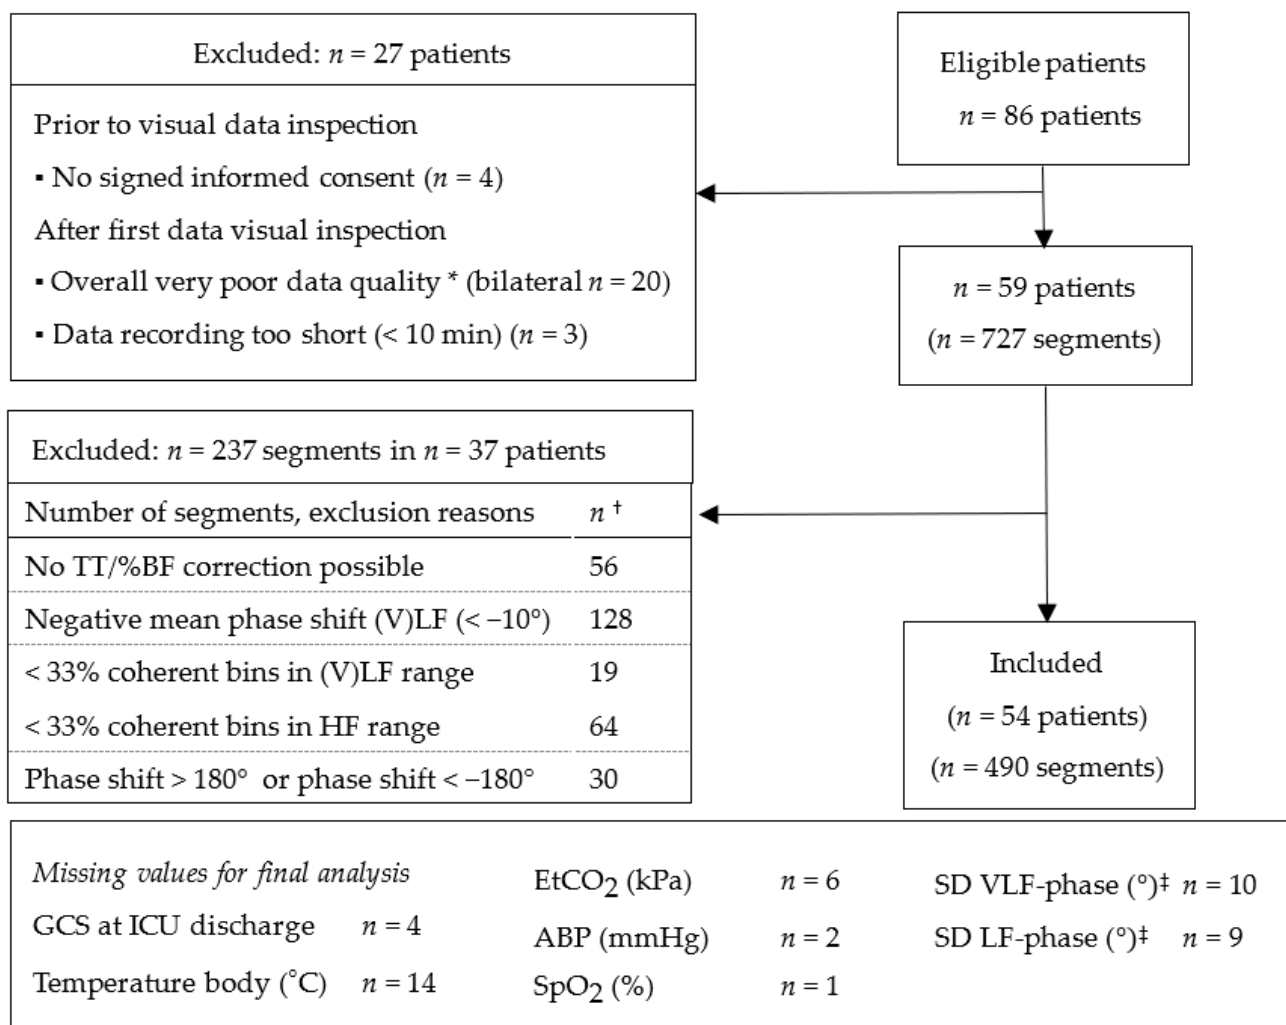 Excluded: n = 27 patients
Prior to visual data inspection
▪ No signed informed consent (n = 4)
After first data visual inspection
▪ Overall very poor data quality * (bilateral n = 20)
▪ Data recording too short (< 10 min) (n = 3)
Eligible patients
n = 86 patients
n = 59 patients
(n = 727 segments)
Excluded: n = 237 segments in n = 37 patients
Number of segments, exclusion reasons n †
No TT/%BF correction possible 56
Negative mean phase shift (V)LF (< −10°) 128
< 33% coherent bins in (V)LF range 19
< 33% coherent bins in HF range 64
Phase shift > 180° or phase shift < −180° 30
Included
(n = 54 patients)
(n = 490 segments)
Missing values for final analysis
GCS at ICU discharge n = 4
Temperature body (°C) n = 14
EtCO₂ (kPa) n = 6
ABP (mmHg) n = 2
SpO₂ (%) n = 1
SD VLF-phase (°)‡ n = 10
SD LF-phase (°)‡ n = 9